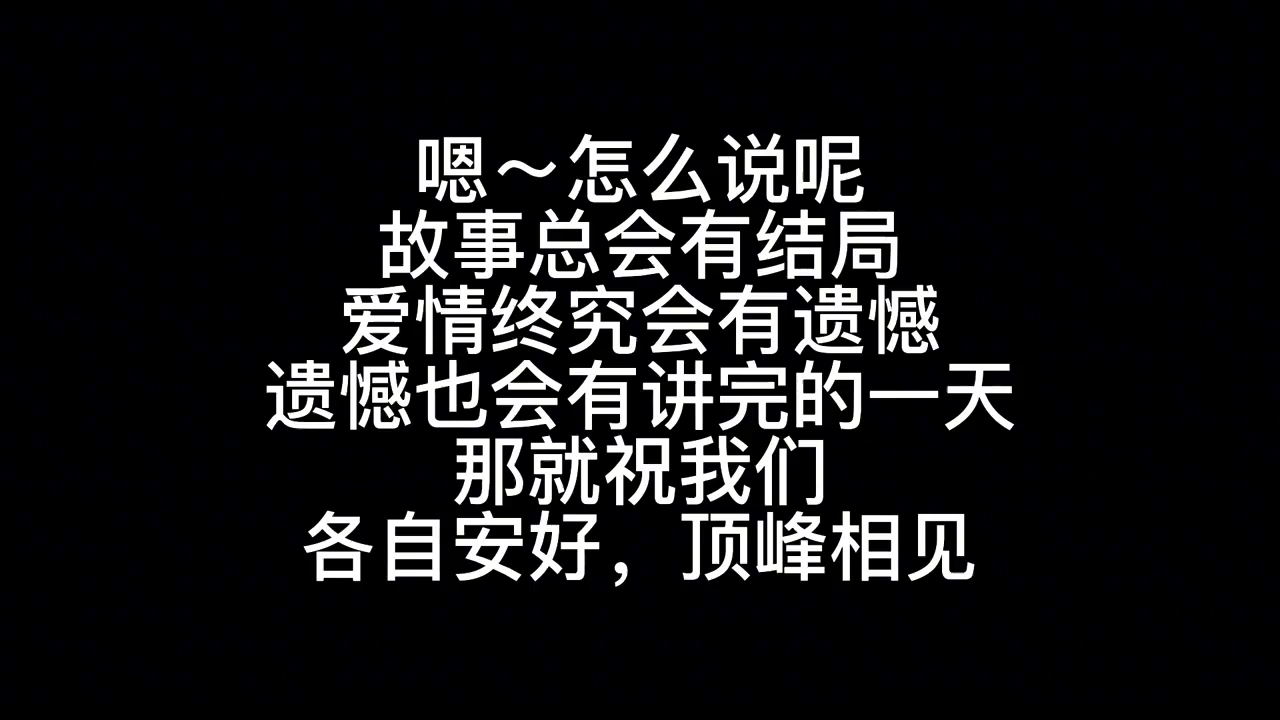 嗯～怎么说呢
故事总会有结局
爱情终究会有遗憾
遗憾也会有讲完的一天
那就祝我们
各自安好，顶峰相见